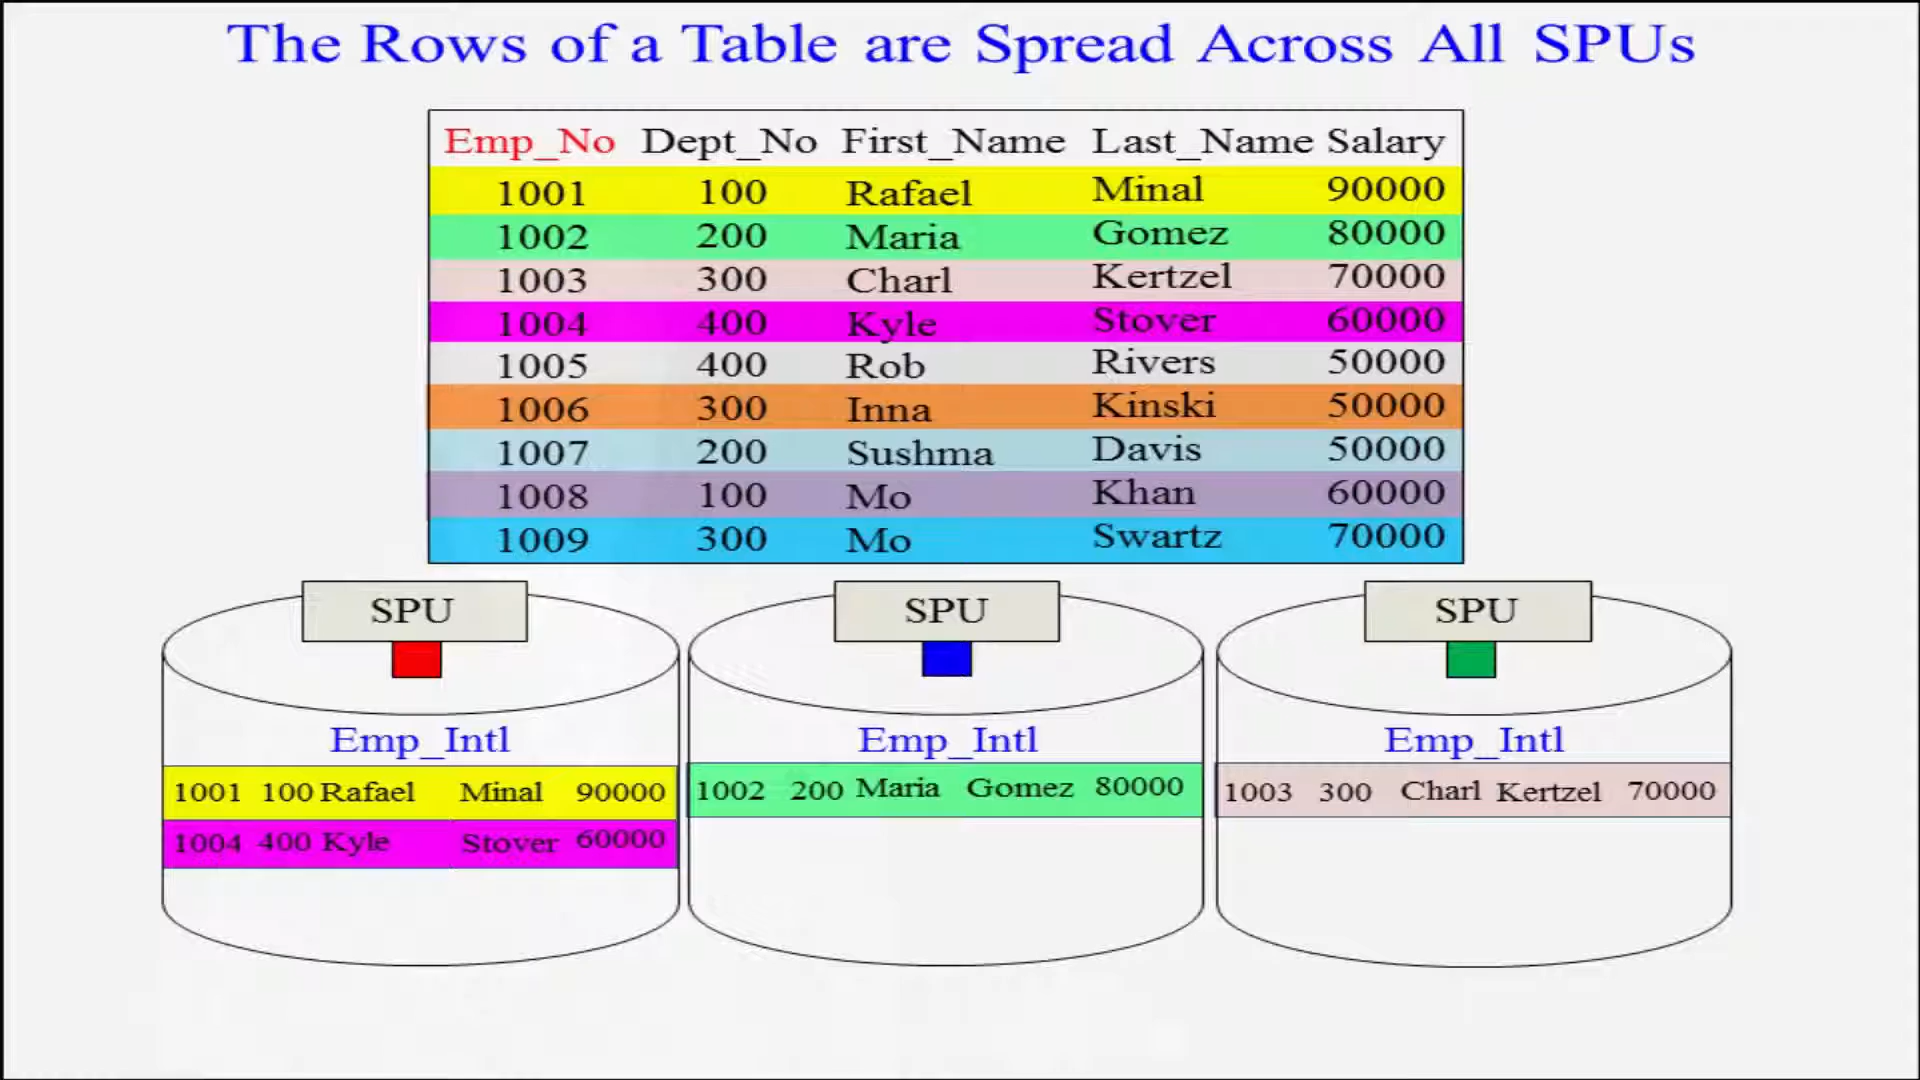 The Rows of a Table are Spread Across All SPUs
Emp_No Dept_No First_Name Last_Name Salary
1001 100 Rafael Minal 90000
1002 200 Maria Gomez 80000
1003 300 Charl Kertzel 70000
1004 400 Kyle Stover 60000
1005 400 Rob Rivers 50000
1006 300 Inna Kinski 50000
1007 200 Sushma Davis 50000
1008 100 Mo Khan 60000
1009 300 Mo Swartz 70000
SPU SPU SPU
Emp_Intl Emp_Intl Emp_Intl
1001 100 Rafael Minal 90000 1002 200 Maria Gomez 80000 1003 300 Charl Kertzel 70000
1004 400 Kyle Stover 60000